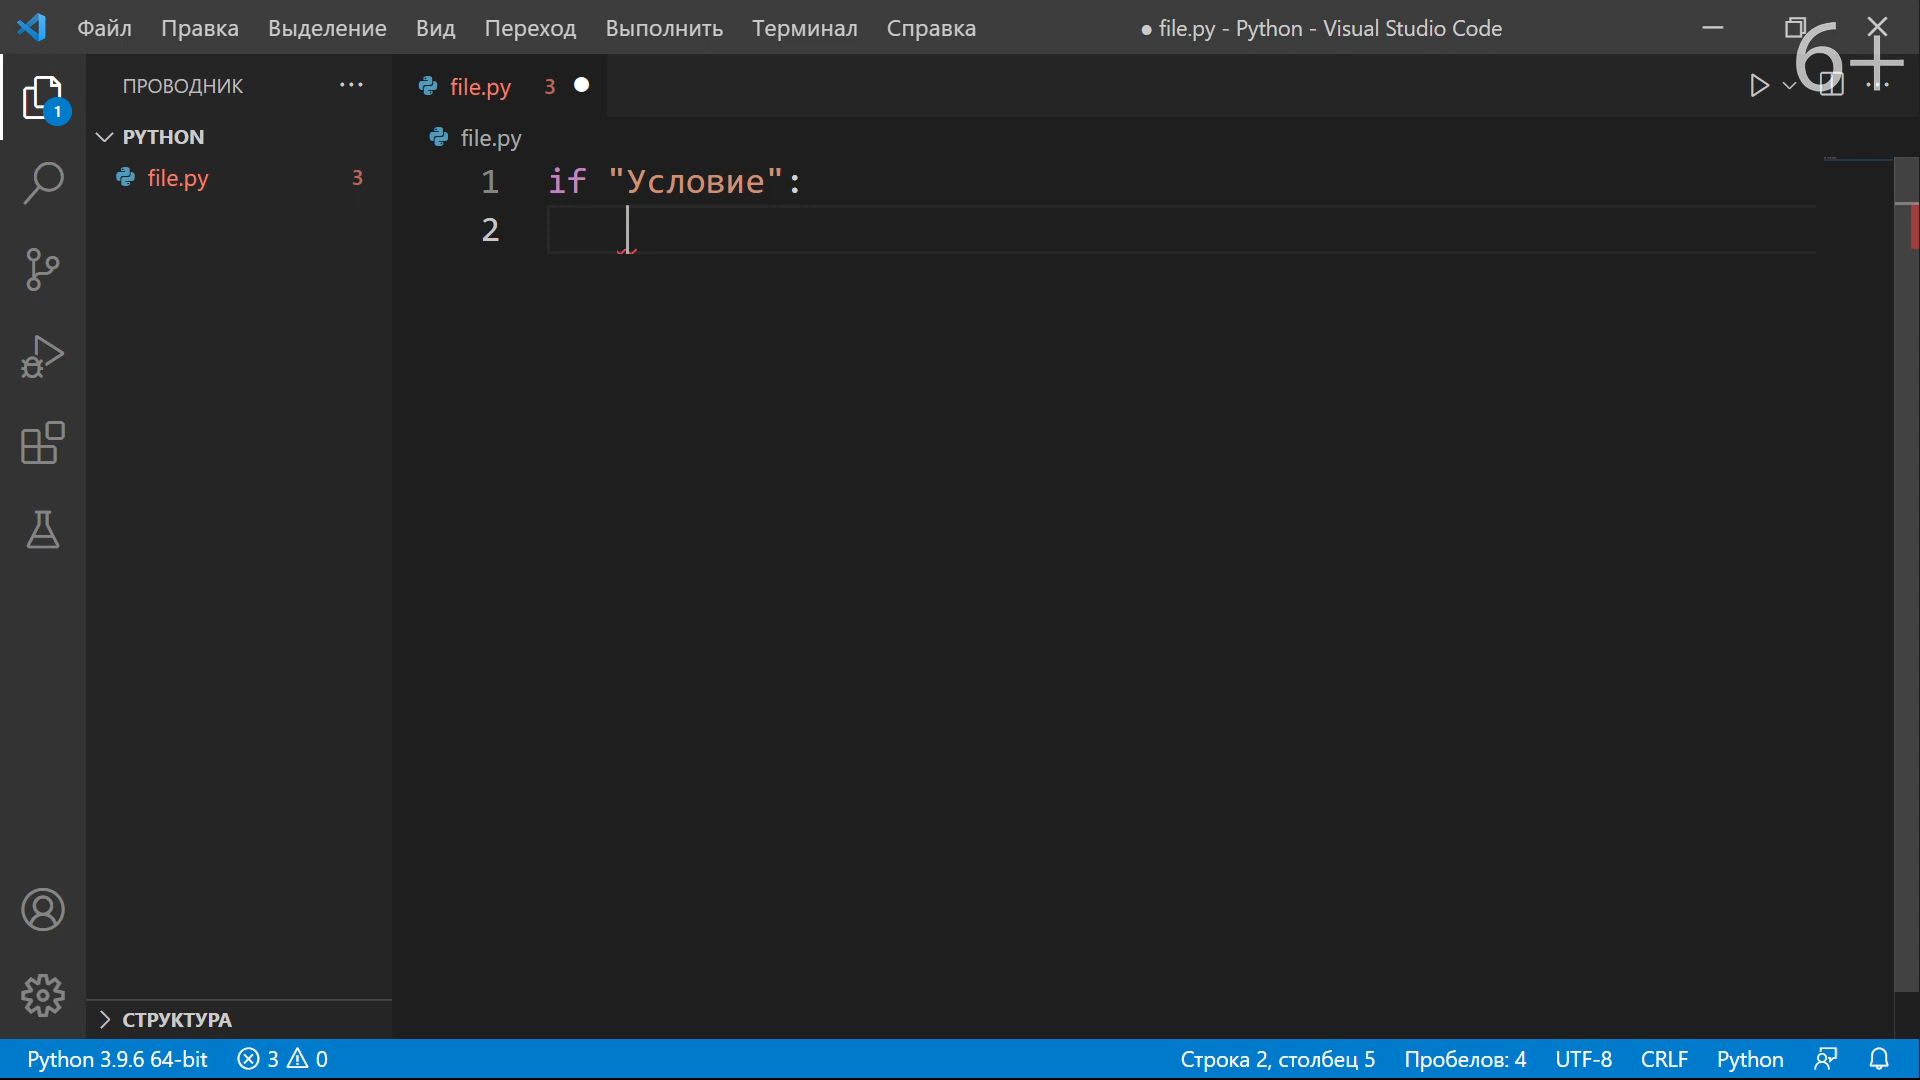 Файл Правка Выделение Вид Переход Выполнить Терминал Справка ● file.py - Python - Visual Studio Code
6+
ПРОВОДНИК ··· file.py 3
1
PYTHON file.py
file.py 3
1 if "Условие":
2
СТРУКТУРА
Python 3.9.6 64-bit 3 0 Строка 2, столбец 5 Пробелов: 4 UTF-8 CRLF Python